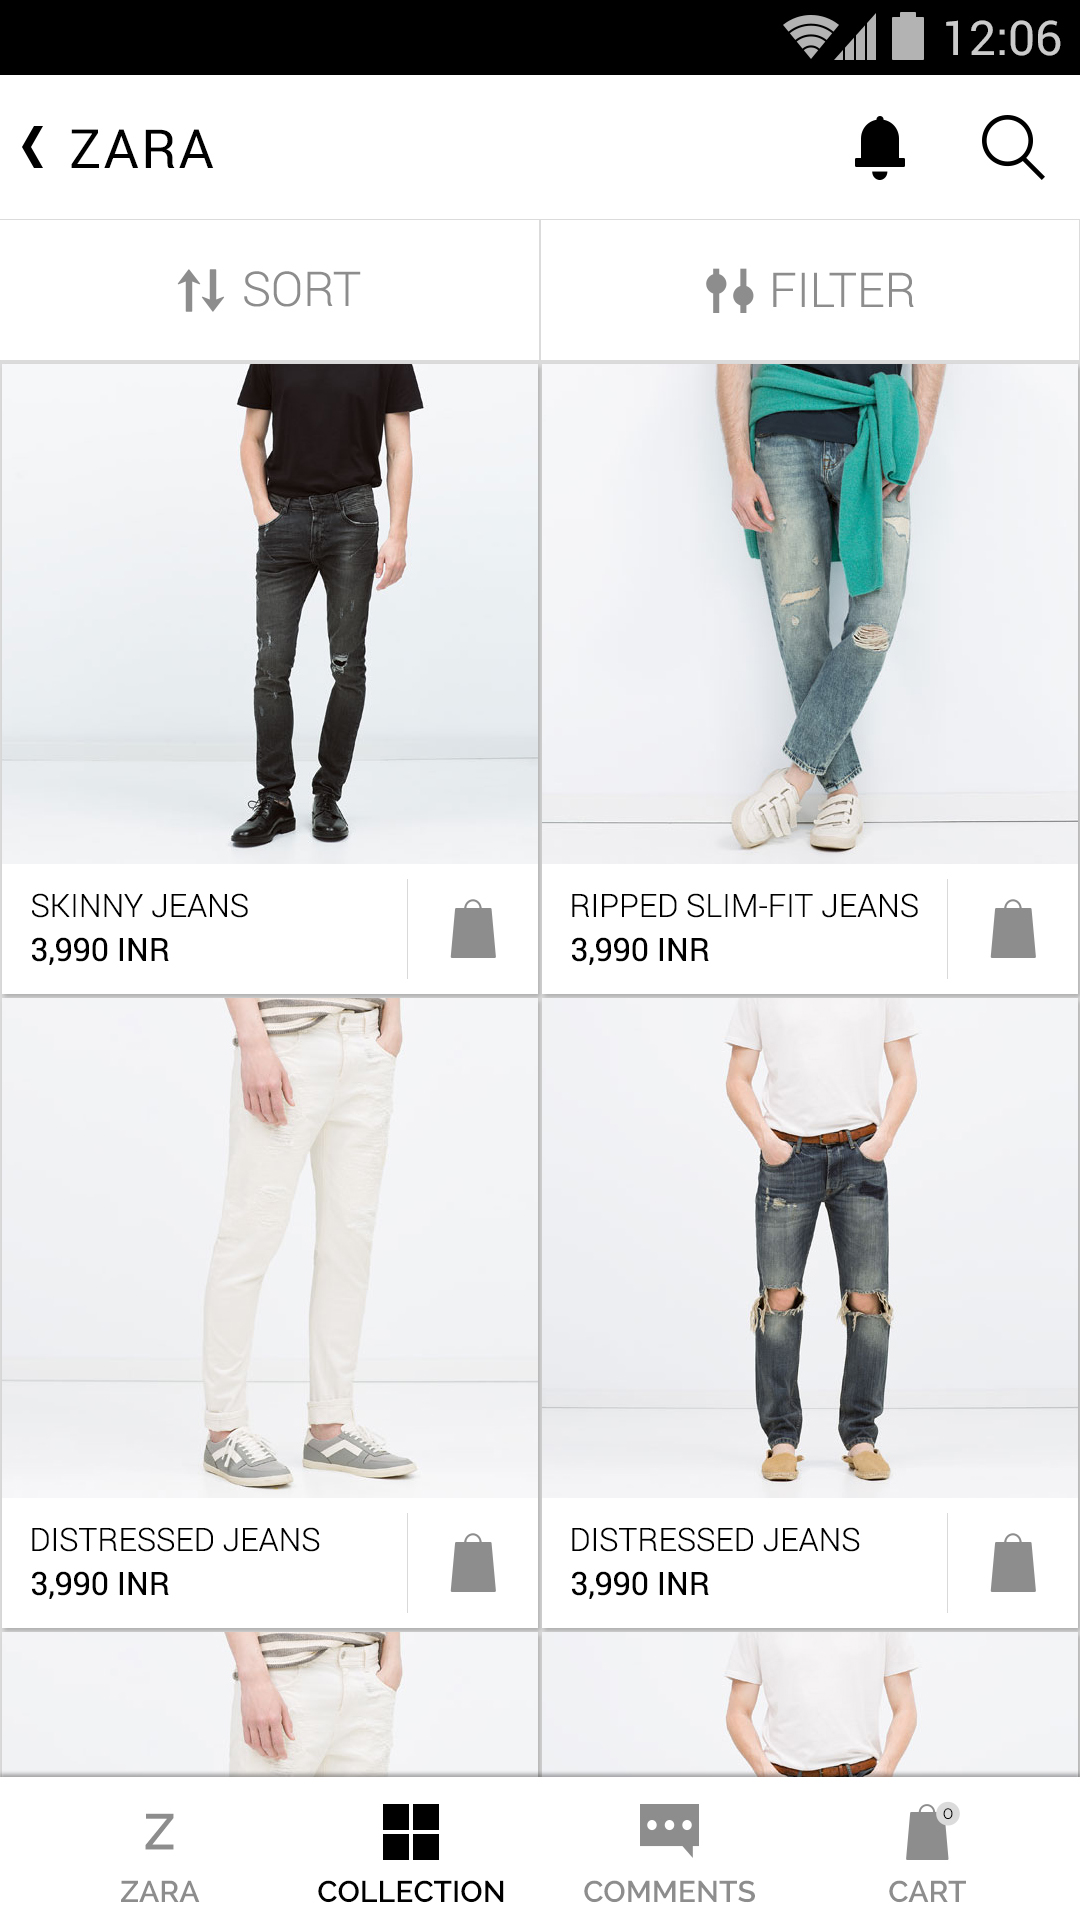 12:06
ZARA
SORT
FILTER
SKINNY JEANS
3,990 INR
RIPPED SLIM-FIT JEANS
3,990 INR
DISTRESSED JEANS
3,990 INR
DISTRESSED JEANS
3,990 INR
Z
0
ZARA
COLLECTION
COMMENTS
CART